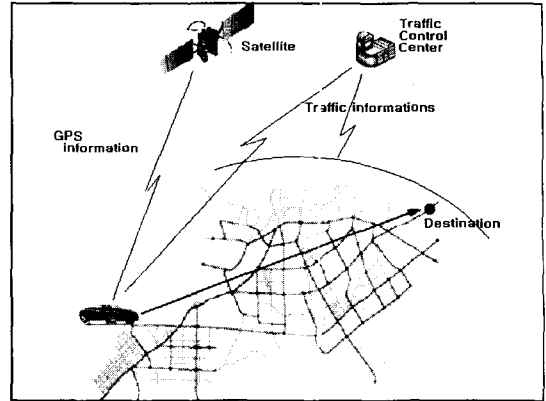 Satellite
Traffic
Control
Center
Traffic informations
GPS
information
Destination